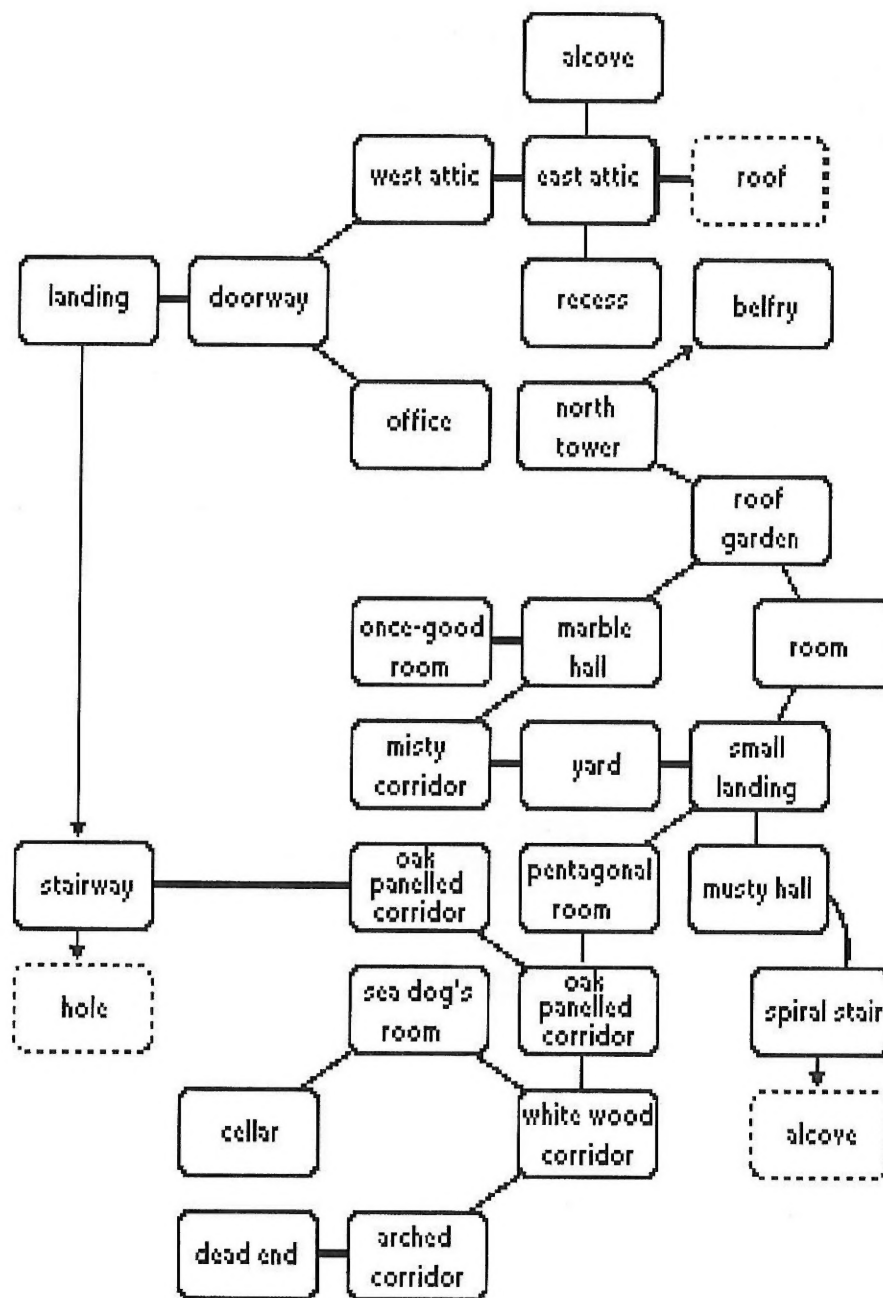 alcove
west attic
east attic
roof
landing
doorway
recess
belfry
office
north
tower
roof
garden
once-good
room
marble
hall
room
misty
corridor
yard
small
landing
stairway
oak
panelled
corridor
pentagonal
room
musty hall
hole
sea dog's
room
oak
panelled
corridor
spiral stair
cellar
white wood
corridor
alcove
dead end
arched
corridor